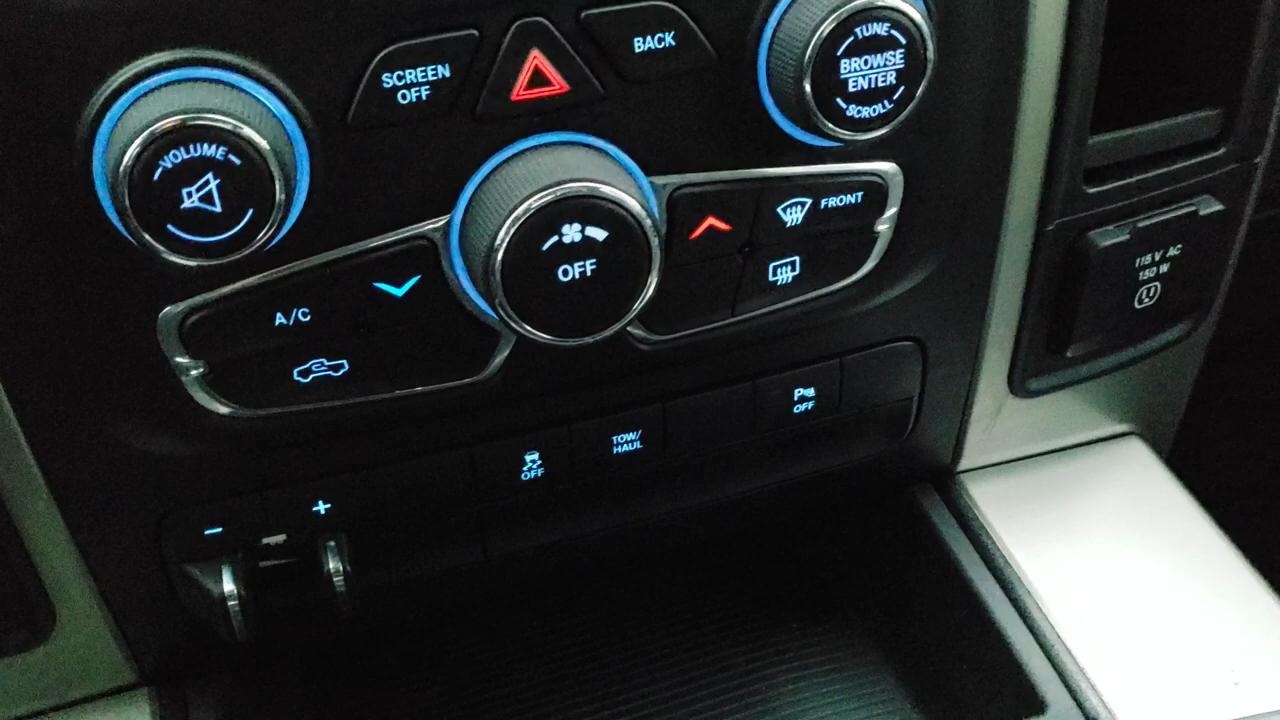 SCREEN
OFF
BACK
TUNE
BROWSE
ENTER
SCROLL
VOLUME
OFF
FRONT
A/C
115 V AC
150 W
P
OFF
TOW/
HAUL
OFF
- +